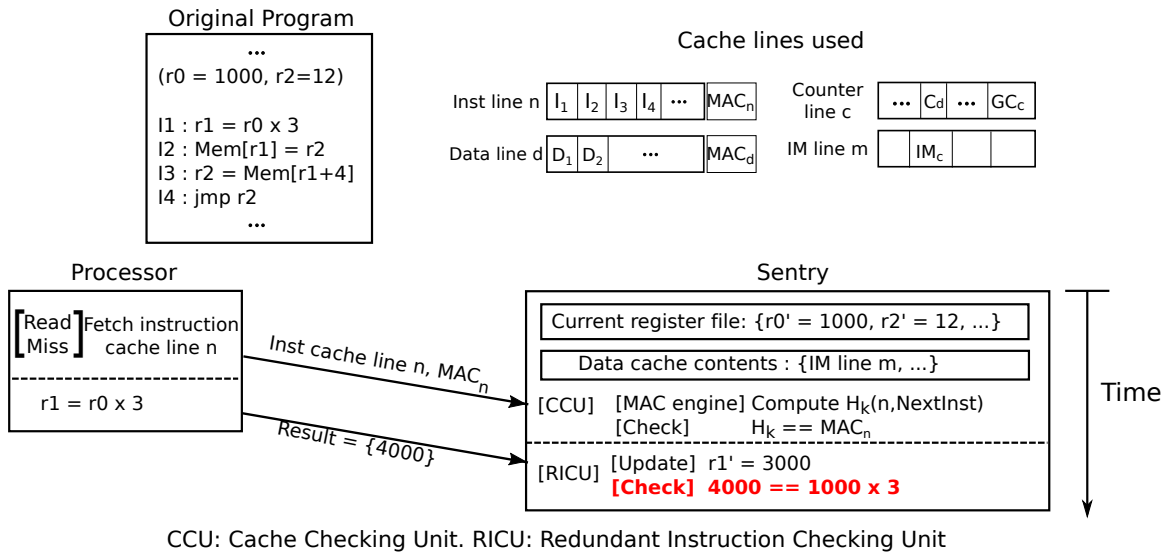 Original Program
...
(r0 = 1000, r2=12)
I1 : r1 = r0 x 3
I2 : Mem[r1] = r2
I3 : r2 = Mem[r1+4]
I4 : jmp r2
...
Cache lines used
Inst line n I1 I2 I3 I4 ... MACn
Data line d D1 D2 ... MACd
Counter line c ... Cd ... GCc
IM line m IMc
Processor
[Read Miss] Fetch instruction
cache line n
r1 = r0 x 3
Inst cache line n, MACn
Result = {4000}
Sentry
Current register file: {r0' = 1000, r2' = 12, ...}
Data cache contents : {IM line m, ...}
[CCU] [MAC engine] Compute Hk(n,NextInst)
[Check] Hk == MACn
[RICU] [Update] r1' = 3000
[Check] 4000 == 1000 x 3
Time
CCU: Cache Checking Unit. RICU: Redundant Instruction Checking Unit